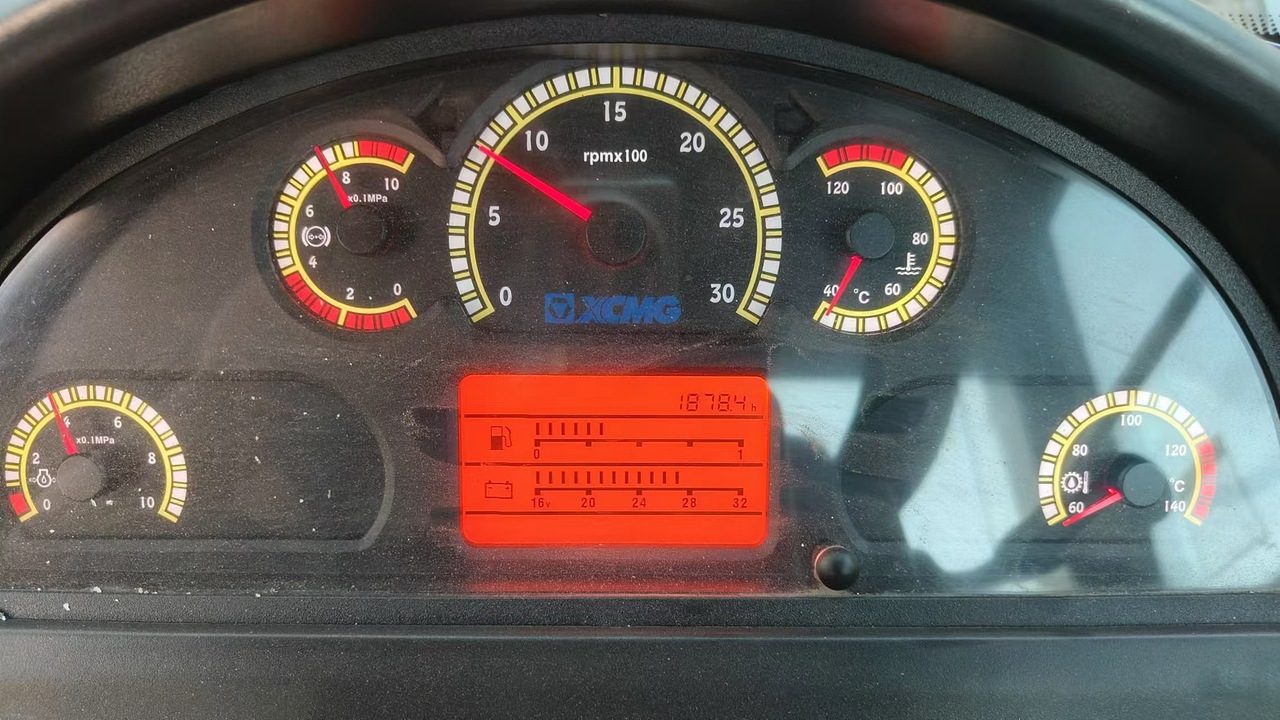 0 2 4 6 8 10
x0.1MPa
0 5 10 15 20 25 30
rpmx100
XCMG
40 60 80 100 120
°C
0 2 4 6 8 10
x0.1MPa
1878.4 h
0 1
16v 20 24 28 32
60 80 100 120 140
°C